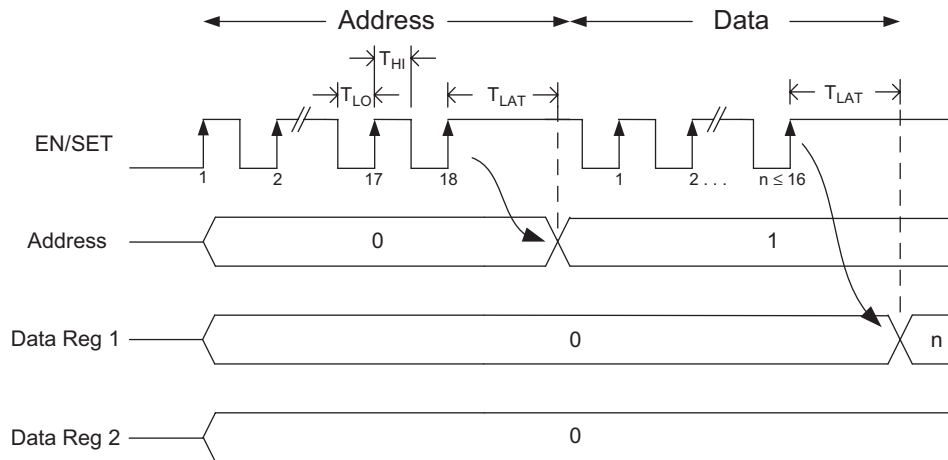 Address Data
T_HI
T_LO T_LAT T_LAT
EN/SET
1 2 17 18 1 2 . . . n ≤ 16
Address 0 1
Data Reg 1 0 n
Data Reg 2 0